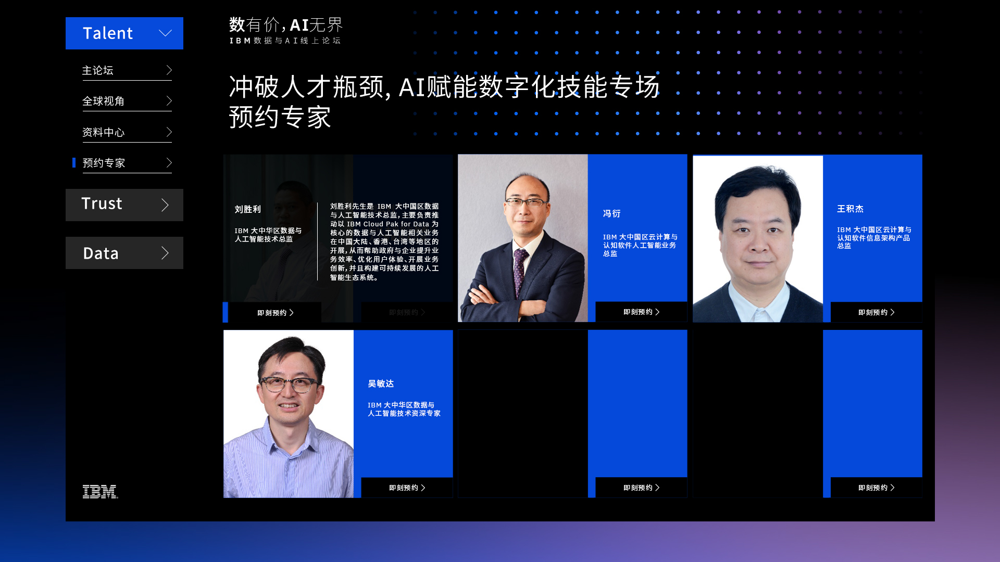 Talent
主论坛
全球视角
资料中心
预约专家
Trust
Data
IBM
数有价, AI无界
IBM数据与AI线上论坛
冲破人才瓶颈, AI赋能数字化技能专场
预约专家
刘胜利
IBM 大中华区数据与
人工智能技术总监
刘胜利先生是 IBM 大中国区数据
与人工智能技术总监, 主要负责推
动以 IBM Cloud Pak for Data 为
核心的数据与人工智能相关业务
在中国大陆、香港、台湾等地区的
开展, 从而帮助政府与企业提升业
务效率、优化用户体验、开展业务
创新, 并且构建可持续发展的人工
智能生态系统。
即刻预约
即刻预约
冯衍
IBM 大中国区云计算与
认知软件人工智能业务
总监
即刻预约
王积杰
IBM 大中国区云计算与
认知软件信息架构产品
总监
即刻预约
吴敏达
IBM 大中华区数据与
人工智能技术资深专家
即刻预约
即刻预约
即刻预约